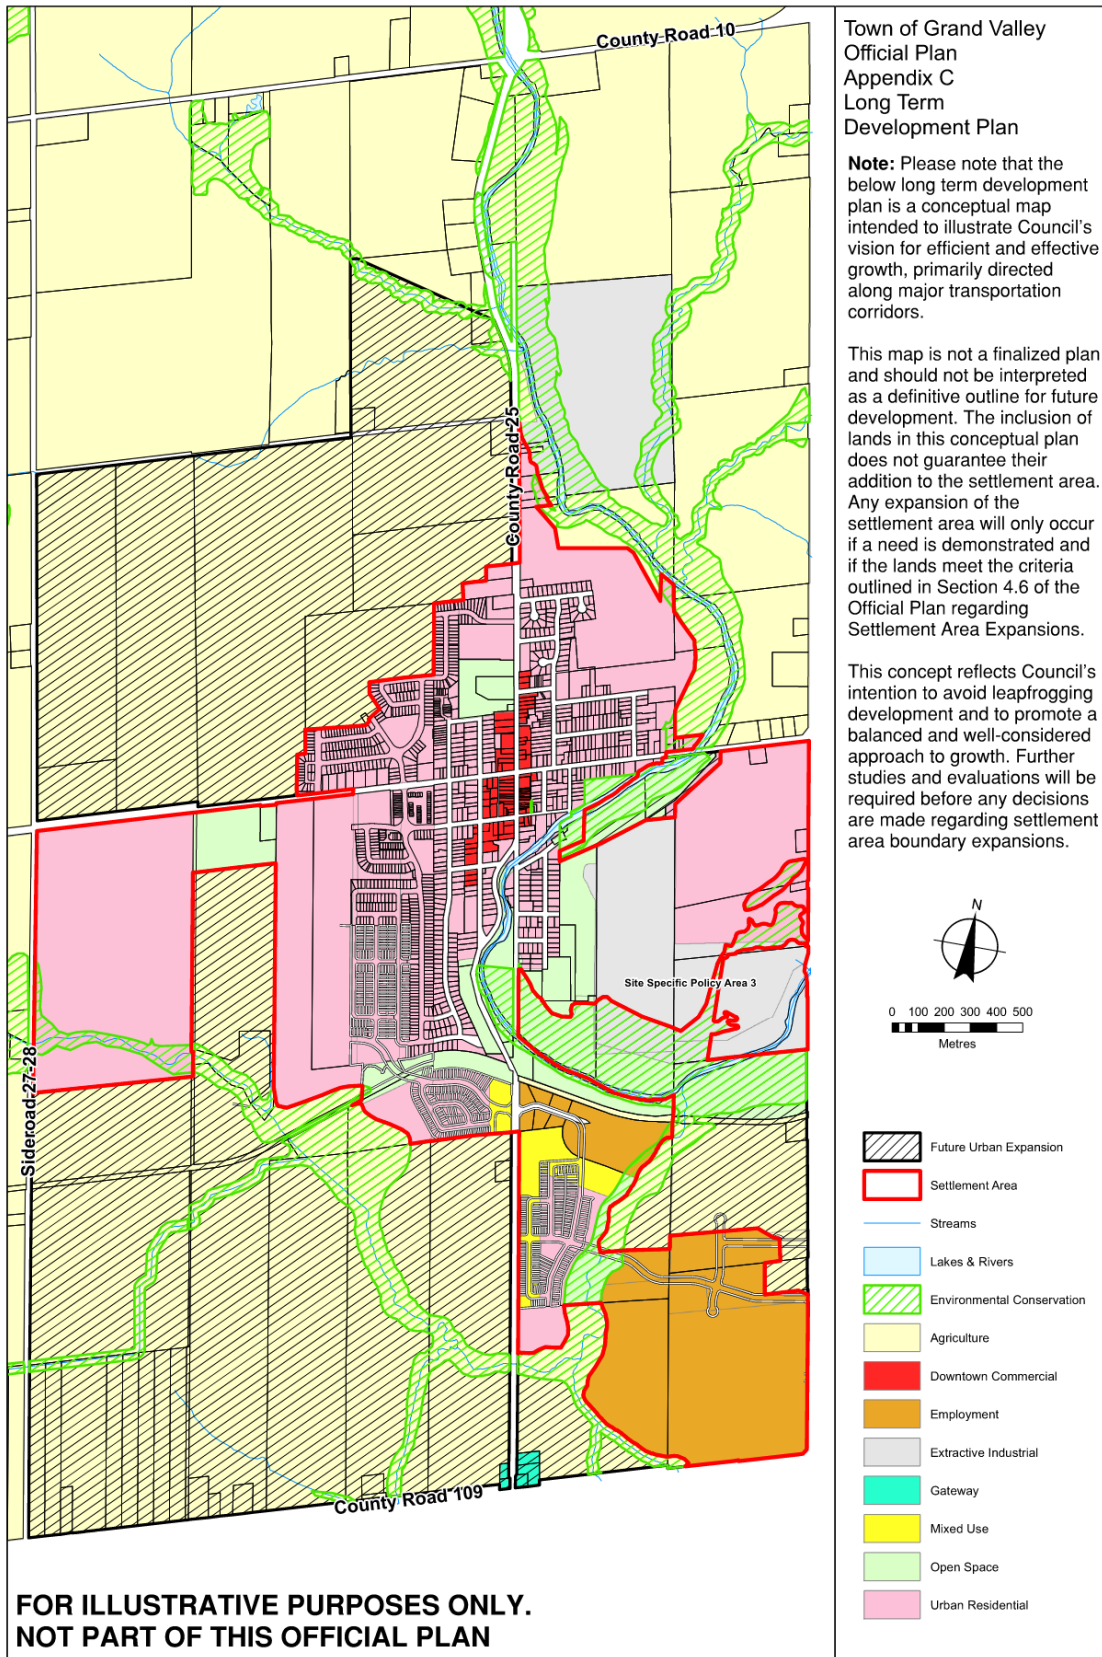 Town of Grand Valley
Official Plan
Appendix C
Long Term
Development Plan
Note: Please note that the
below long term development
plan is a conceptual map
intended to illustrate Council's
vision for efficient and effective
growth, primarily directed
along major transportation
corridors.
This map is not a finalized plan
and should not be interpreted
as a definitive outline for future
development. The inclusion of
lands in this conceptual plan
does not guarantee their
addition to the settlement area.
Any expansion of the
settlement area will only occur
if a need is demonstrated and
if the lands meet the criteria
outlined in Section 4.6 of the
Official Plan regarding
Settlement Area Expansions.
This concept reflects Council's
intention to avoid leapfrogging
development and to promote a
balanced and well-considered
approach to growth. Further
studies and evaluations will be
required before any decisions
are made regarding settlement
area boundary expansions.
N
0 100 200 300 400 500
Metres
Future Urban Expansion
Settlement Area
Streams
Lakes & Rivers
Environmental Conservation
Agriculture
Downtown Commercial
Employment
Extractive Industrial
Gateway
Mixed Use
Open Space
Urban Residential
County Road 10
County Road 25
Site Specific Policy Area 3
Sideroad 27-28
County Road 109
FOR ILLUSTRATIVE PURPOSES ONLY.
NOT PART OF THIS OFFICIAL PLAN